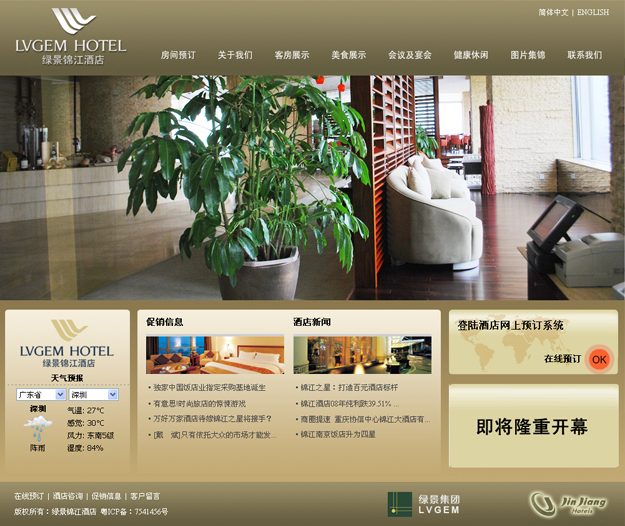 简体中文 | ENGLISH
LVGEM HOTEL
绿景锦江酒店
房间预订 关于我们 客房展示 美食展示 会议及宴会 健康休闲 图片集锦 联系我们
LVGEM HOTEL
绿景锦江酒店
天气预报
广东省 深圳
深圳
阵雨
气温: 27℃
感觉: 30℃
风力: 东南5级
湿度: 84%
促销信息
独家中国饭店业指定采购基地诞生
有意思!时尚旅店的惊悚游戏
万好万家酒店待嫁锦江之星将接手?
[戴 斌]只有依托大众的市场才能发...
酒店新闻
锦江之星：打造百元酒店标杆
锦江酒店08年纯利跌39.51% ...
商圈提速 重庆协信中心锦江大酒店有...
锦江南京饭店升为四星
登陆酒店网上预订系统
在线预订 OK
即将隆重开幕
在线预订 | 酒店咨询 | 促销信息 | 客户留言
版权所有：绿景锦江酒店 粤ICP备：7541456号
绿景集团
LVGEM
Jin Jiang
Hotels